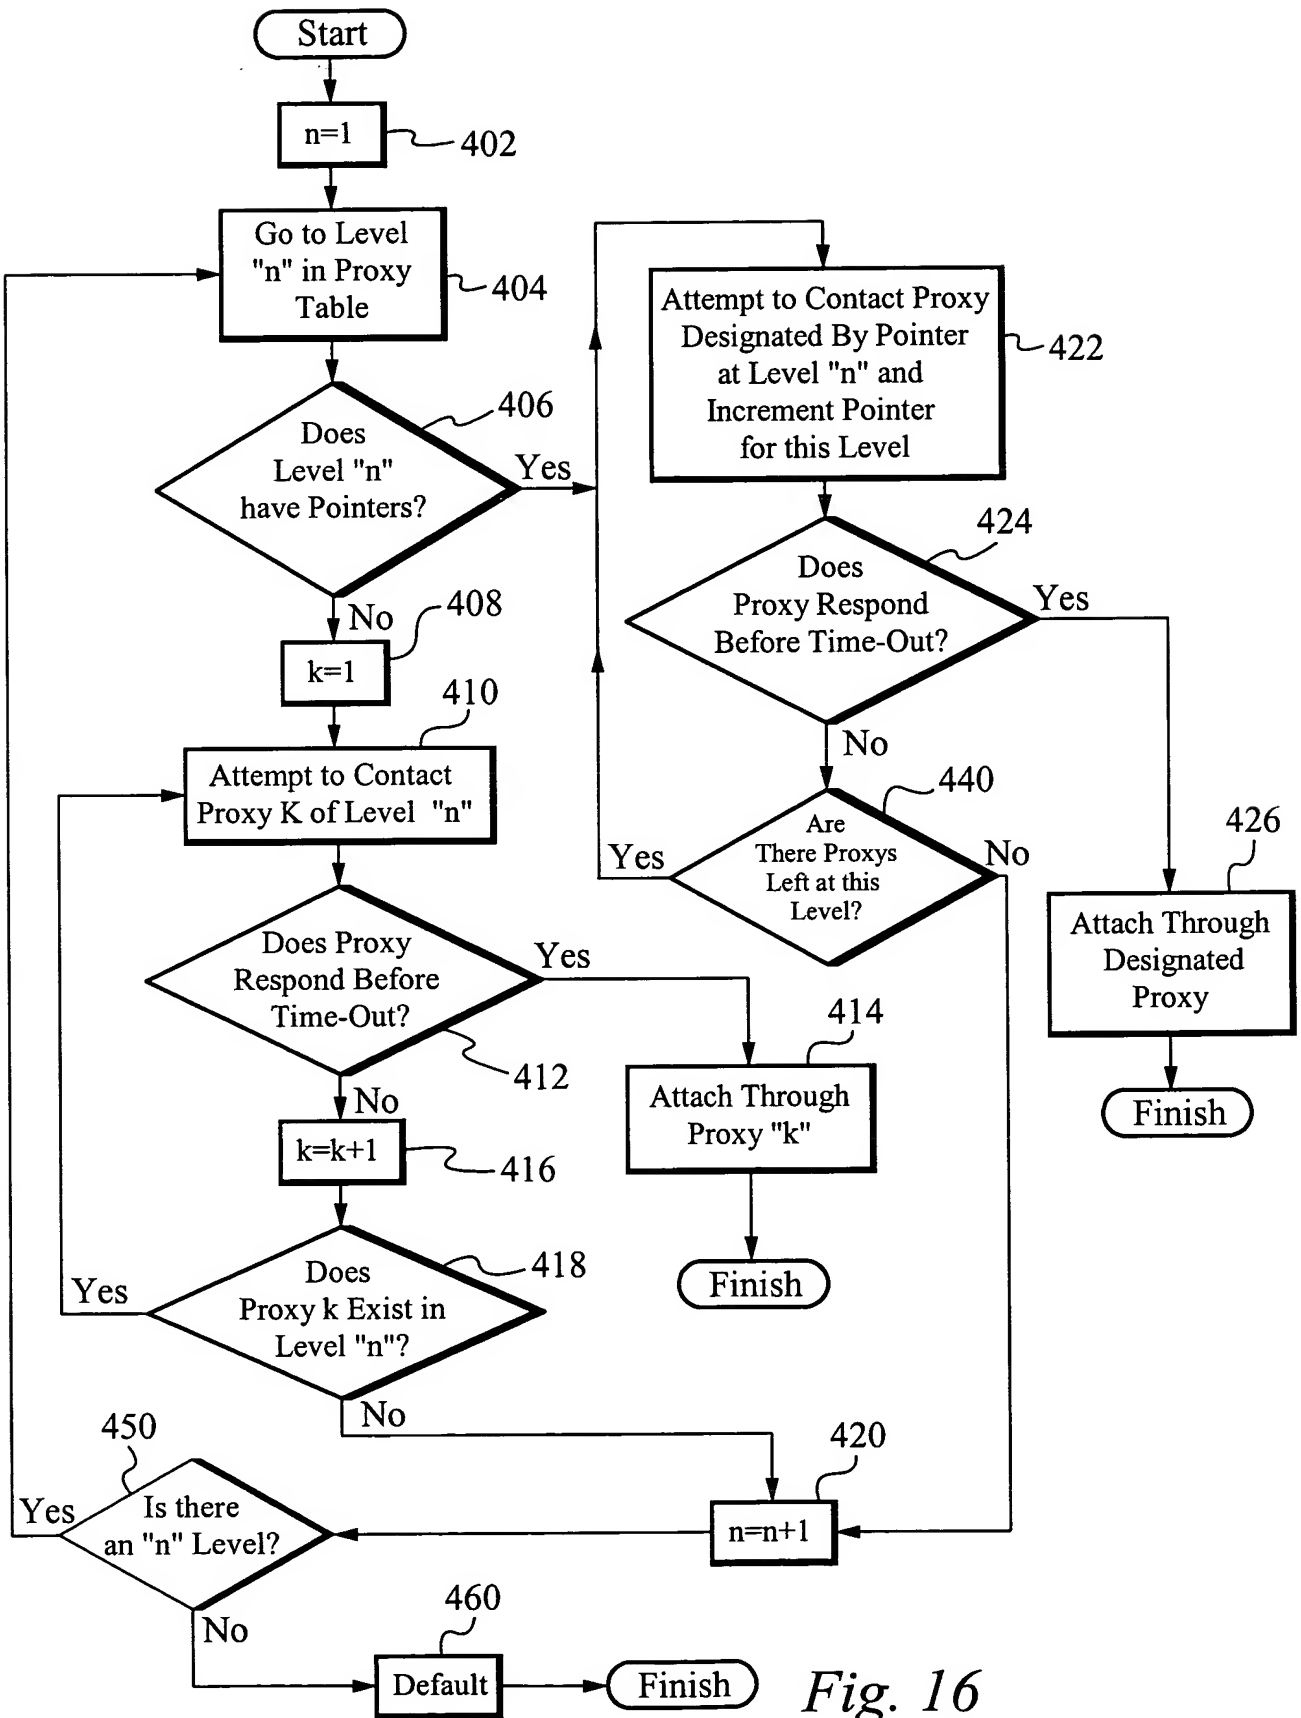 Start
n=1
402
Go to Level
"n" in Proxy
Table
404
Does
Level "n"
have Pointers?
406
Yes
No
k=1
408
Attempt to Contact
Proxy K of Level "n"
410
Does Proxy
Respond Before
Time-Out?
412
Yes
No
Attach Through
Proxy "k"
414
Finish
k=k+1
416
Does
Proxy k Exist in
Level "n"?
418
Yes
No
Attempt to Contact Proxy
Designated By Pointer
at Level "n" and
Increment Pointer
for this Level
422
Does
Proxy Respond
Before Time-Out?
424
Yes
No
Are
There Proxys
Left at this
Level?
440
Yes
No
Attach Through
Designated
Proxy
426
Finish
n=n+1
420
Is there
an "n" Level?
450
Yes
No
Default
460
Finish
Fig. 16